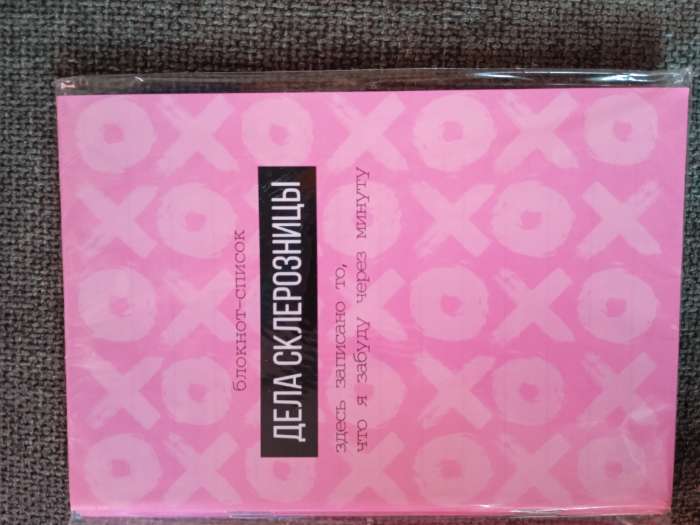 блокнот-список
ДЕЛА СКЛЕРОЗНИЦЫ
здесь записано то,
что я забуду через минуту